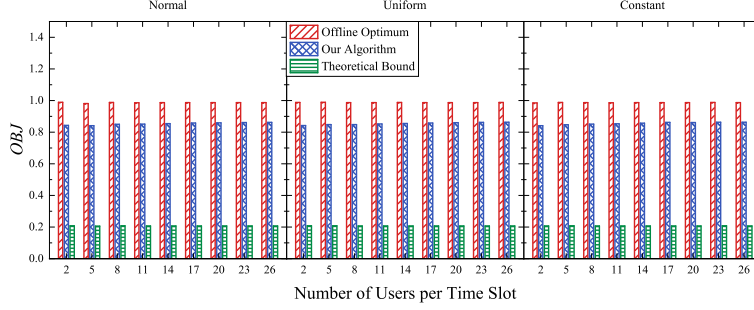 Normal Uniform Constant
Offline Optimum
Our Algorithm
Theoretical Bound
1.4
1.2
1.0
0.8
0.6
0.4
0.2
0.0
OBJ
2 5 8 11 14 17 20 23 26 2 5 8 11 14 17 20 23 26 2 5 8 11 14 17 20 23 26
Number of Users per Time Slot